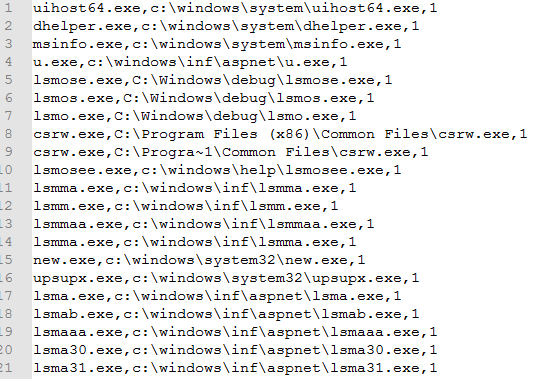 1 uihost64.exe,c:\windows\system\uihost64.exe,1
2 dhelper.exe,c:\windows\system\dhelper.exe,1
3 msinfo.exe,c:\windows\system\msinfo.exe,1
4 u.exe,c:\windows\inf\aspnet\u.exe,1
5 lsmose.exe,C:\Windows\debug\lsmose.exe,1
6 lsmos.exe,C:\Windows\debug\lsmos.exe,1
7 lsmo.exe,C:\Windows\debug\lsmo.exe,1
8 csrw.exe,C:\Program Files (x86)\Common Files\csrw.exe,1
9 csrw.exe,C:\Progra~1\Common Files\csrw.exe,1
10 lsmosee.exe,c:\windows\help\lsmosee.exe,1
11 lsmma.exe,c:\windows\inf\lsmma.exe,1
12 lsmm.exe,c:\windows\inf\lsmm.exe,1
13 lsmmaa.exe,c:\windows\inf\lsmmaa.exe,1
14 lsmma.exe,c:\windows\inf\lsmma.exe,1
15 new.exe,c:\windows\system32\new.exe,1
16 upsupx.exe,c:\windows\system32\upsupx.exe,1
17 lsma.exe,c:\windows\inf\aspnet\lsma.exe,1
18 lsmab.exe,c:\windows\inf\aspnet\lsmab.exe,1
19 lsmaaa.exe,c:\windows\inf\aspnet\lsmaaa.exe,1
20 lsma30.exe,c:\windows\inf\aspnet\lsma30.exe,1
21 lsma31.exe,c:\windows\inf\aspnet\lsma31.exe,1